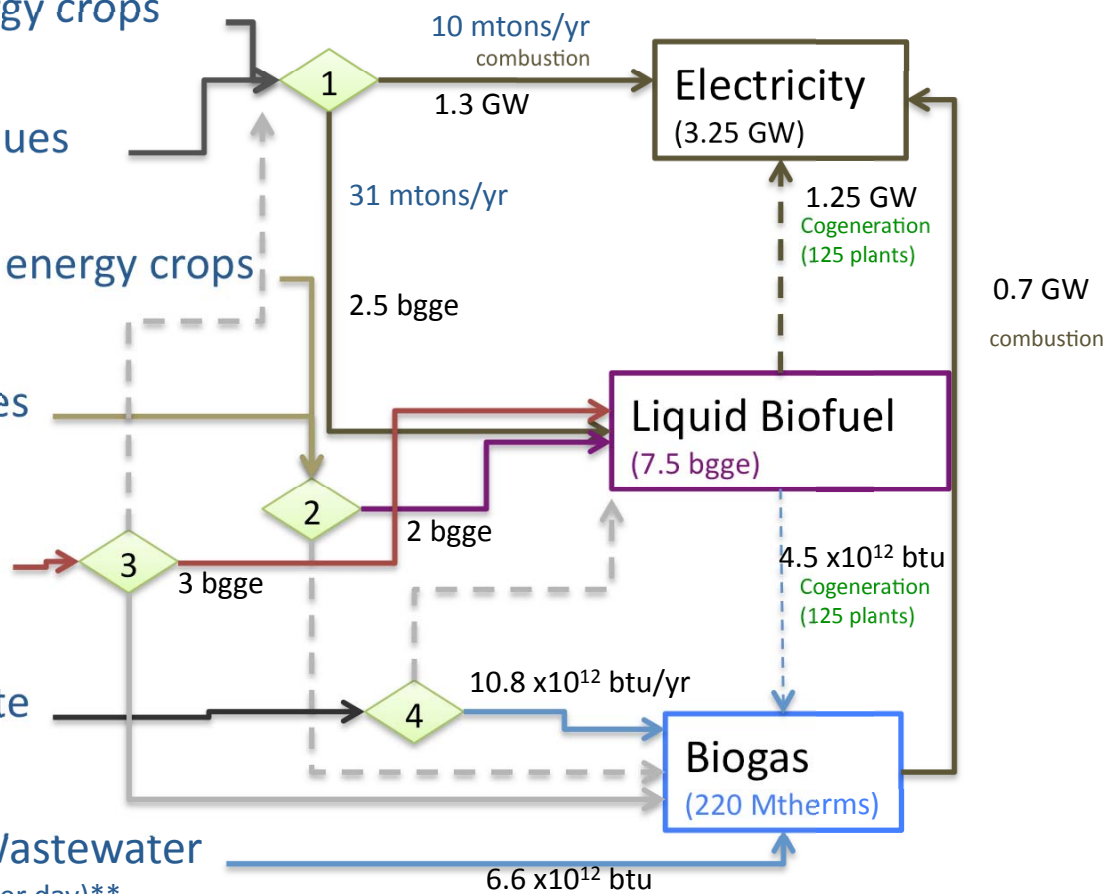 gy crops
10 mtons/yr
combustion
1
1.3 GW
Electricity
(3.25 GW)
ues
31 mtons/yr
1.25 GW
Cogeneration
(125 plants)
energy crops
2.5 bgge
0.7 GW
combustion
es
Liquid Biofuel
(7.5 bgge)
2
2 bgge
3
3 bgge
4.5 x10¹² btu
Cogeneration
(125 plants)
te
10.8 x10¹² btu/yr
4
Biogas
(220 Mtherms)
Wastewater
6.6 x10¹² btu
er day)**